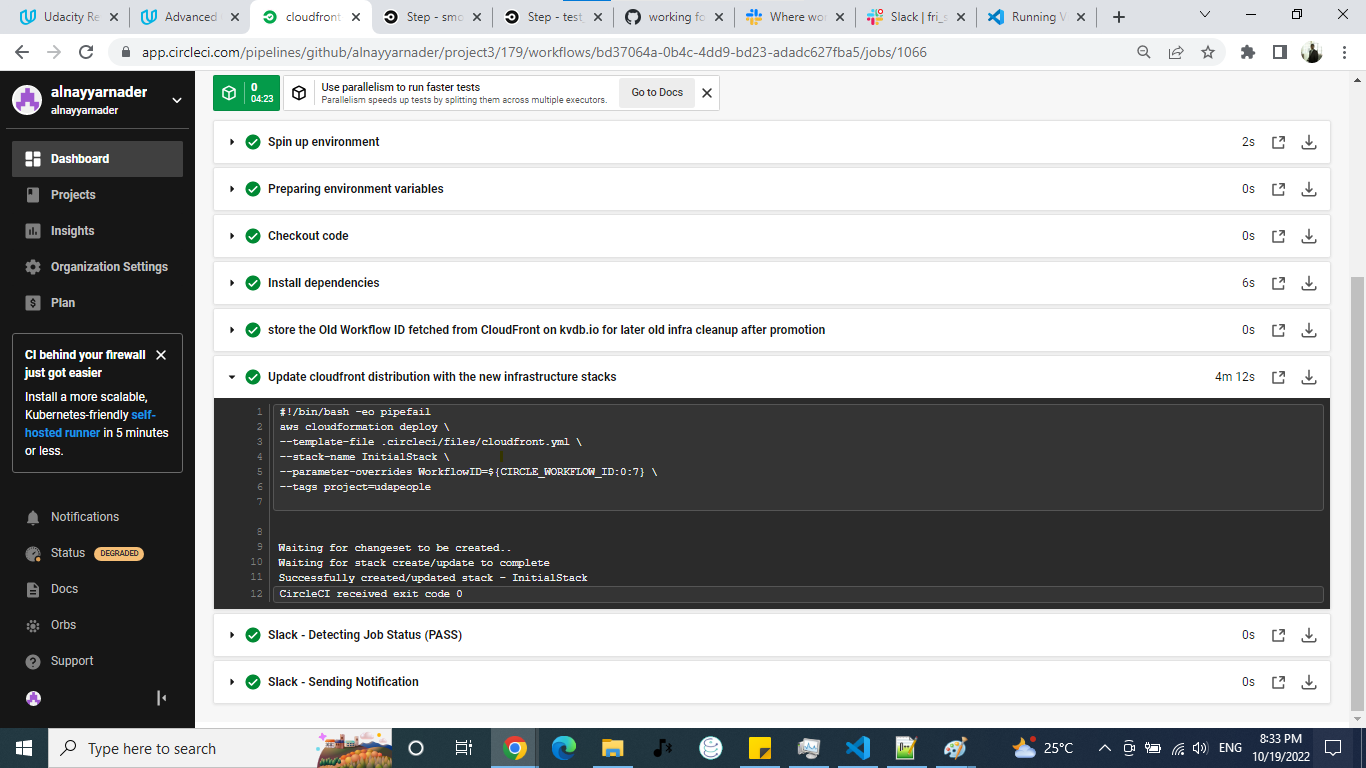 Udacity Re
Advanced
cloudfront
Step - smo
Step - test_
working fo
Where wor
Slack | fri_s
Running V
app.circleci.com/pipelines/github/alnayyarnader/project3/179/workflows/bd37064a-0b4c-4dd9-bd23-adadc627fba5/jobs/1066
alnayyarnader
alnayyarnader
Dashboard
Projects
Insights
Organization Settings
Plan
CI behind your firewall
just got easier
Install a more scalable,
Kubernetes-friendly self-
hosted runner in 5 minutes
or less.
Notifications
Status DEGRADED
Docs
Orbs
Support
0
04:23
Use parallelism to run faster tests
Parallelism speeds up tests by splitting them across multiple executors.
Go to Docs
Spin up environment 2s
Preparing environment variables 0s
Checkout code 0s
Install dependencies 6s
store the Old Workflow ID fetched from CloudFront on kvdb.io for later old infra cleanup after promotion 0s
Update cloudfront distribution with the new infrastructure stacks 4m 12s
1 #!/bin/bash -eo pipefail
2 aws cloudformation deploy \
3 --template-file .circleci/files/cloudfront.yml \
4 --stack-name InitialStack \
5 --parameter-overrides WorkflowID=${CIRCLE_WORKFLOW_ID:0:7} \
6 --tags project=udapeople
7
8
9 Waiting for changeset to be created..
10 Waiting for stack create/update to complete
11 Successfully created/updated stack - InitialStack
12 CircleCI received exit code 0
Slack - Detecting Job Status (PASS) 0s
Slack - Sending Notification 0s
Type here to search
25°C
ENG
8:33 PM
10/19/2022